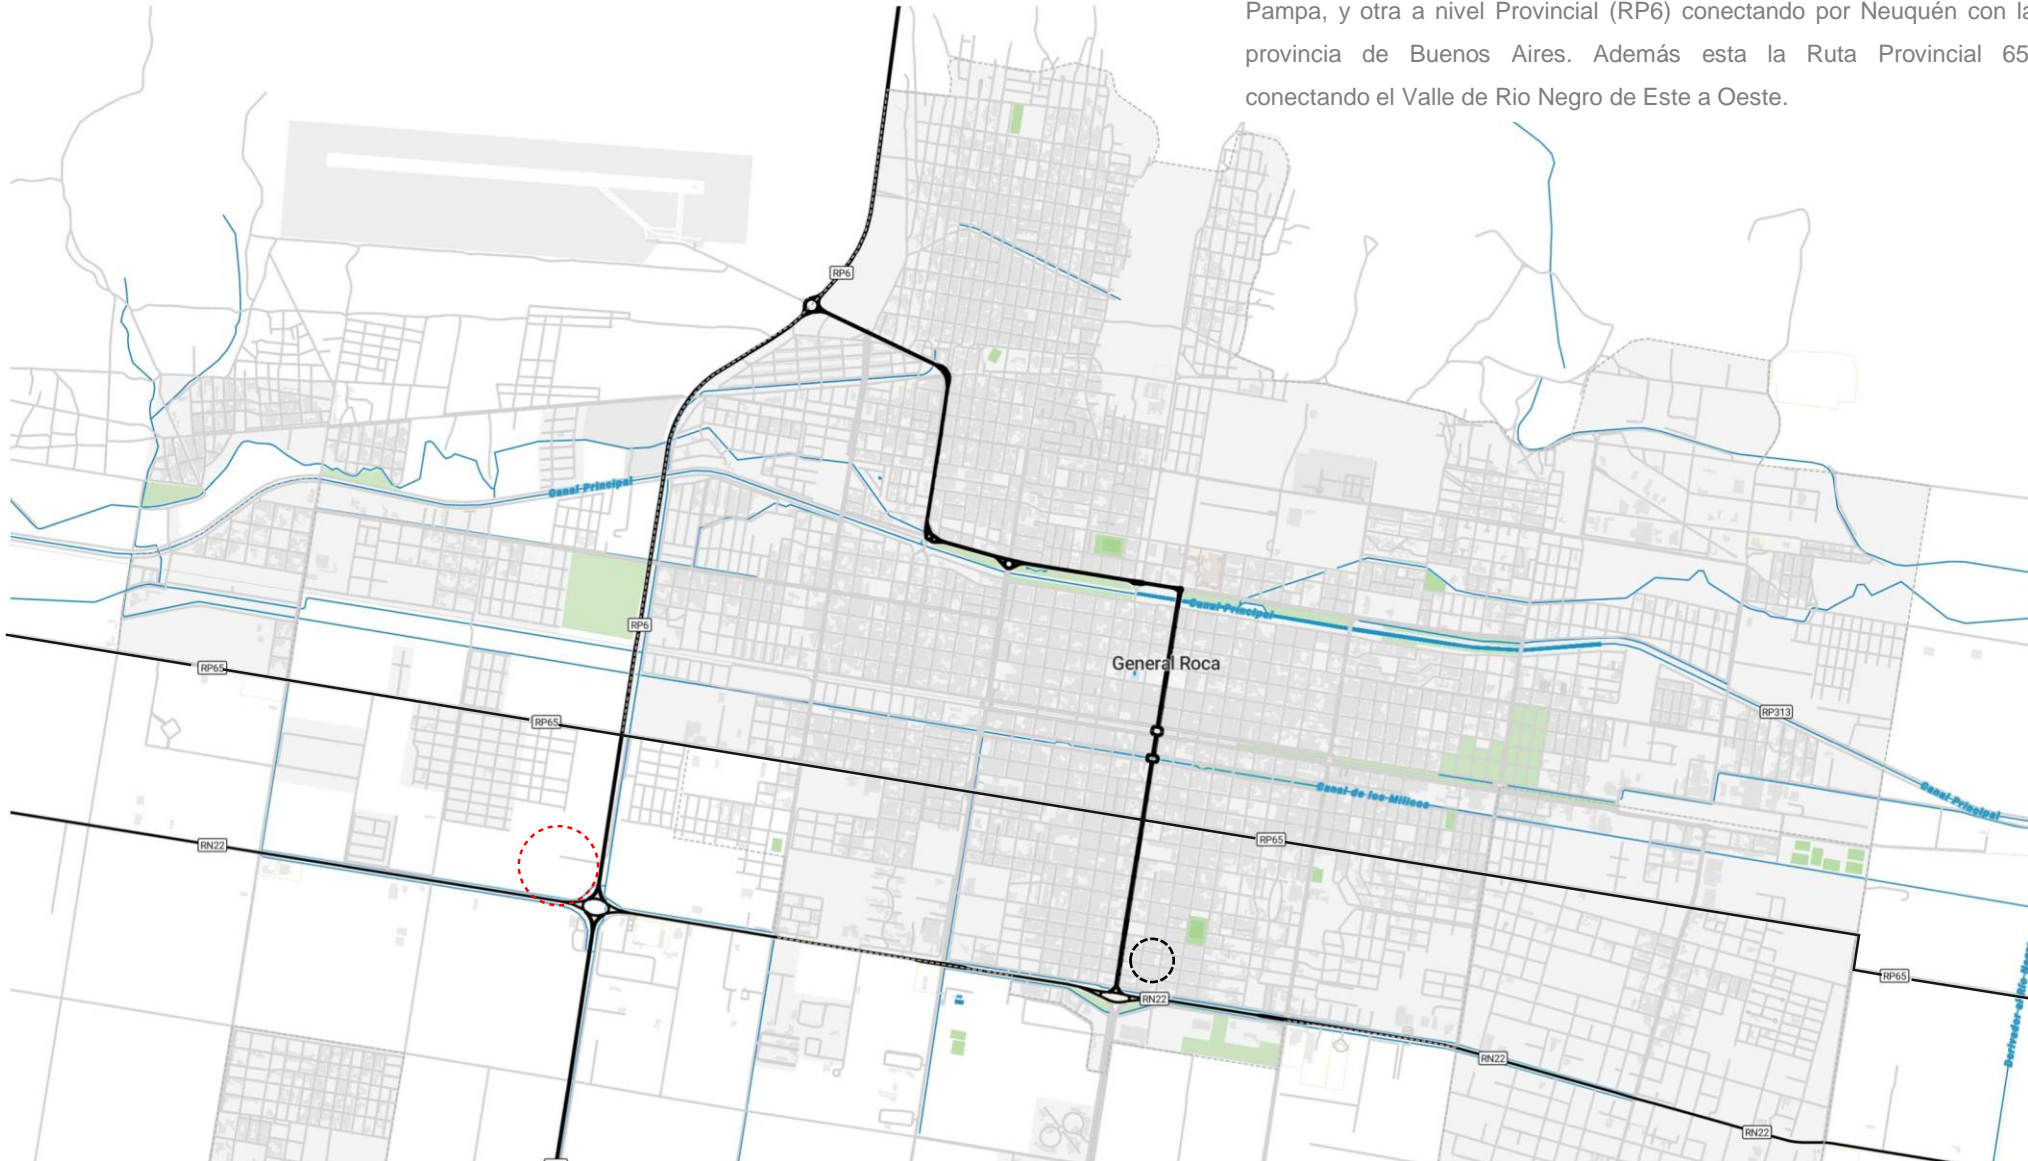 Pampa, y otra a nivel Provincial (RP6) conectando por Neuquén con la
provincia de Buenos Aires. Además esta la Ruta Provincial 65
conectando el Valle de Rio Negro de Este a Oeste.
RP6
Canal Principal
RP6
Canal Principal
General Roca
RP65
RP65
RP313
Canal Principal
Canal de los Milicos
RP65
RN22
RP65
RN22
RN22
RN22